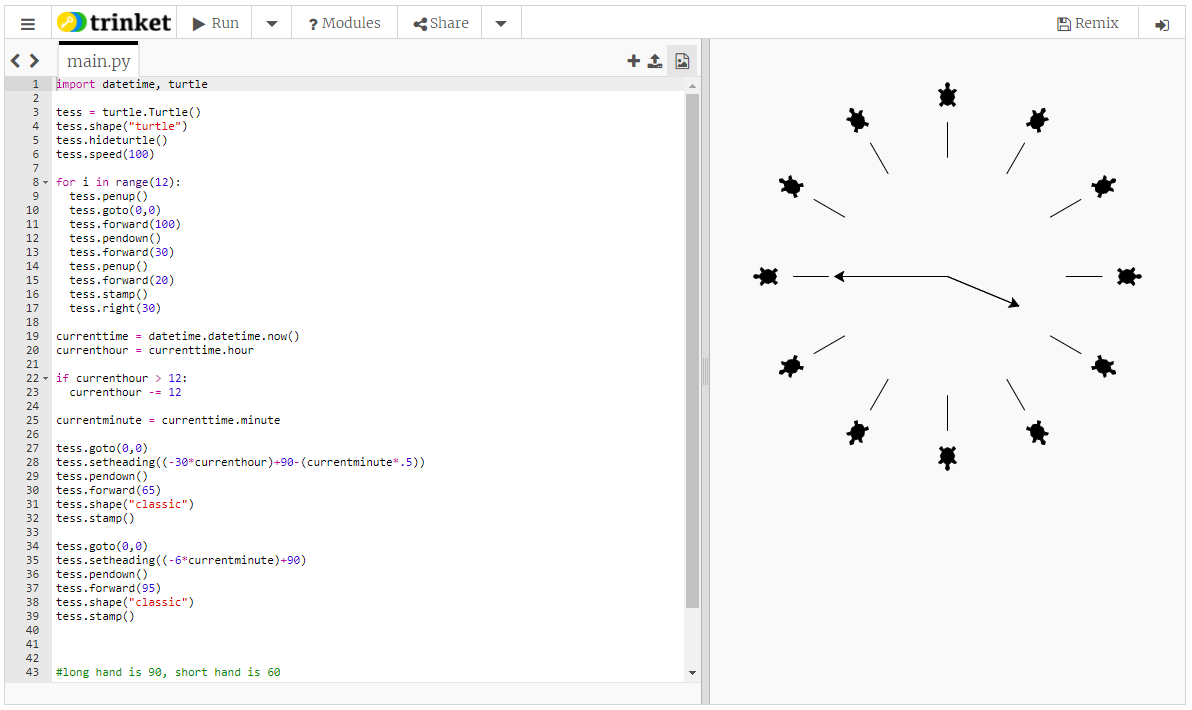 trinket Run ? Modules Share Remix
main.py
1 import datetime, turtle
2
3 tess = turtle.Turtle()
4 tess.shape("turtle")
5 tess.hideturtle()
6 tess.speed(100)
7
8 for i in range(12):
9   tess.penup()
10   tess.goto(0,0)
11   tess.forward(100)
12   tess.pendown()
13   tess.forward(30)
14   tess.penup()
15   tess.forward(20)
16   tess.stamp()
17   tess.right(30)
18
19 currenttime = datetime.datetime.now()
20 currenthour = currenttime.hour
21
22 if currenthour > 12:
23   currenthour -= 12
24
25 currentminute = currenttime.minute
26
27 tess.goto(0,0)
28 tess.setheading((-30*currenthour)+90-(currentminute*.5))
29 tess.pendown()
30 tess.forward(65)
31 tess.shape("classic")
32 tess.stamp()
33
34 tess.goto(0,0)
35 tess.setheading((-6*currentminute)+90)
36 tess.pendown()
37 tess.forward(95)
38 tess.shape("classic")
39 tess.stamp()
40
41
42
43 #long hand is 90, short hand is 60